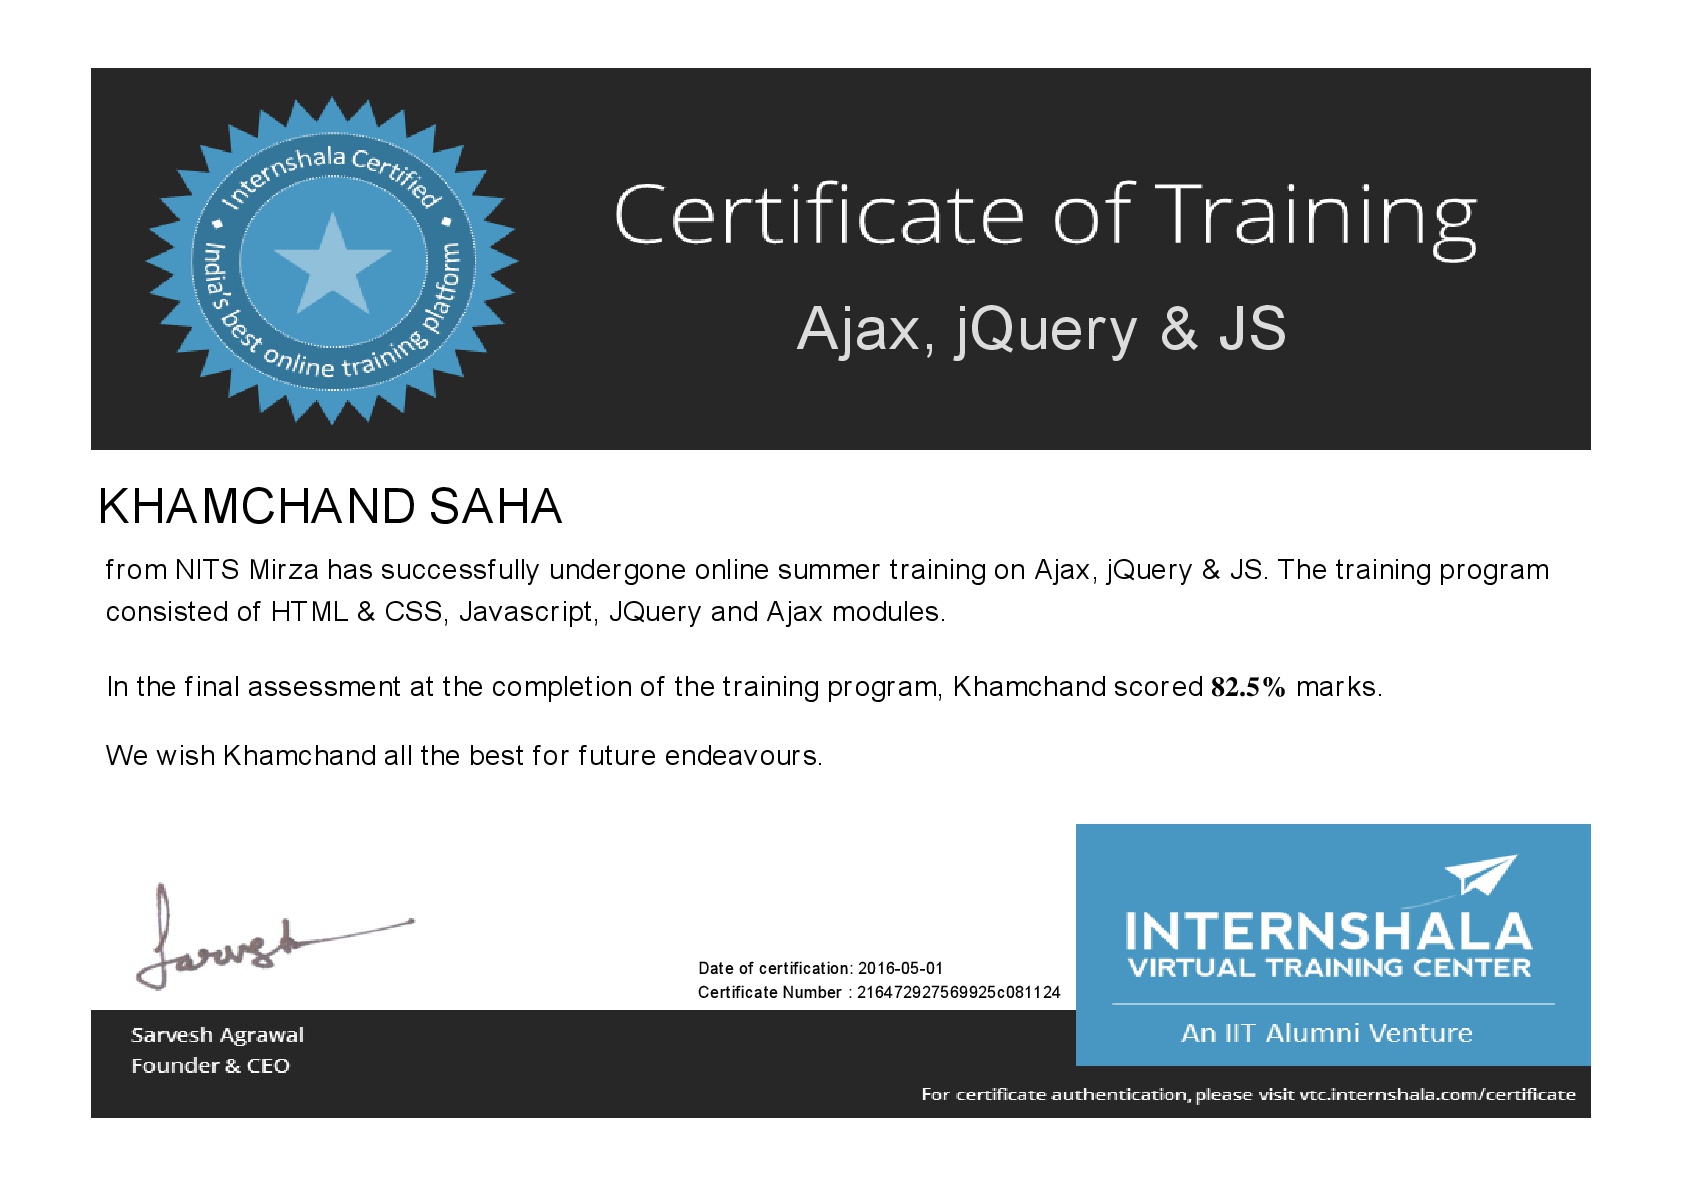 Internshala Certified
India's best online training platform
Certificate of Training
Ajax, jQuery & JS
KHAMCHAND SAHA
from NITS Mirza has successfully undergone online summer training on Ajax, jQuery & JS. The training program
consisted of HTML & CSS, Javascript, JQuery and Ajax modules.
In the final assessment at the completion of the training program, Khamchand scored 82.5% marks.
We wish Khamchand all the best for future endeavours.
Sarvesh
Date of certification: 2016-05-01
Certificate Number : 216472927569925c081124
INTERNSHALA
VIRTUAL TRAINING CENTER
An IIT Alumni Venture
Sarvesh Agrawal
Founder & CEO
For certificate authentication, please visit vtc.internshala.com/certificate